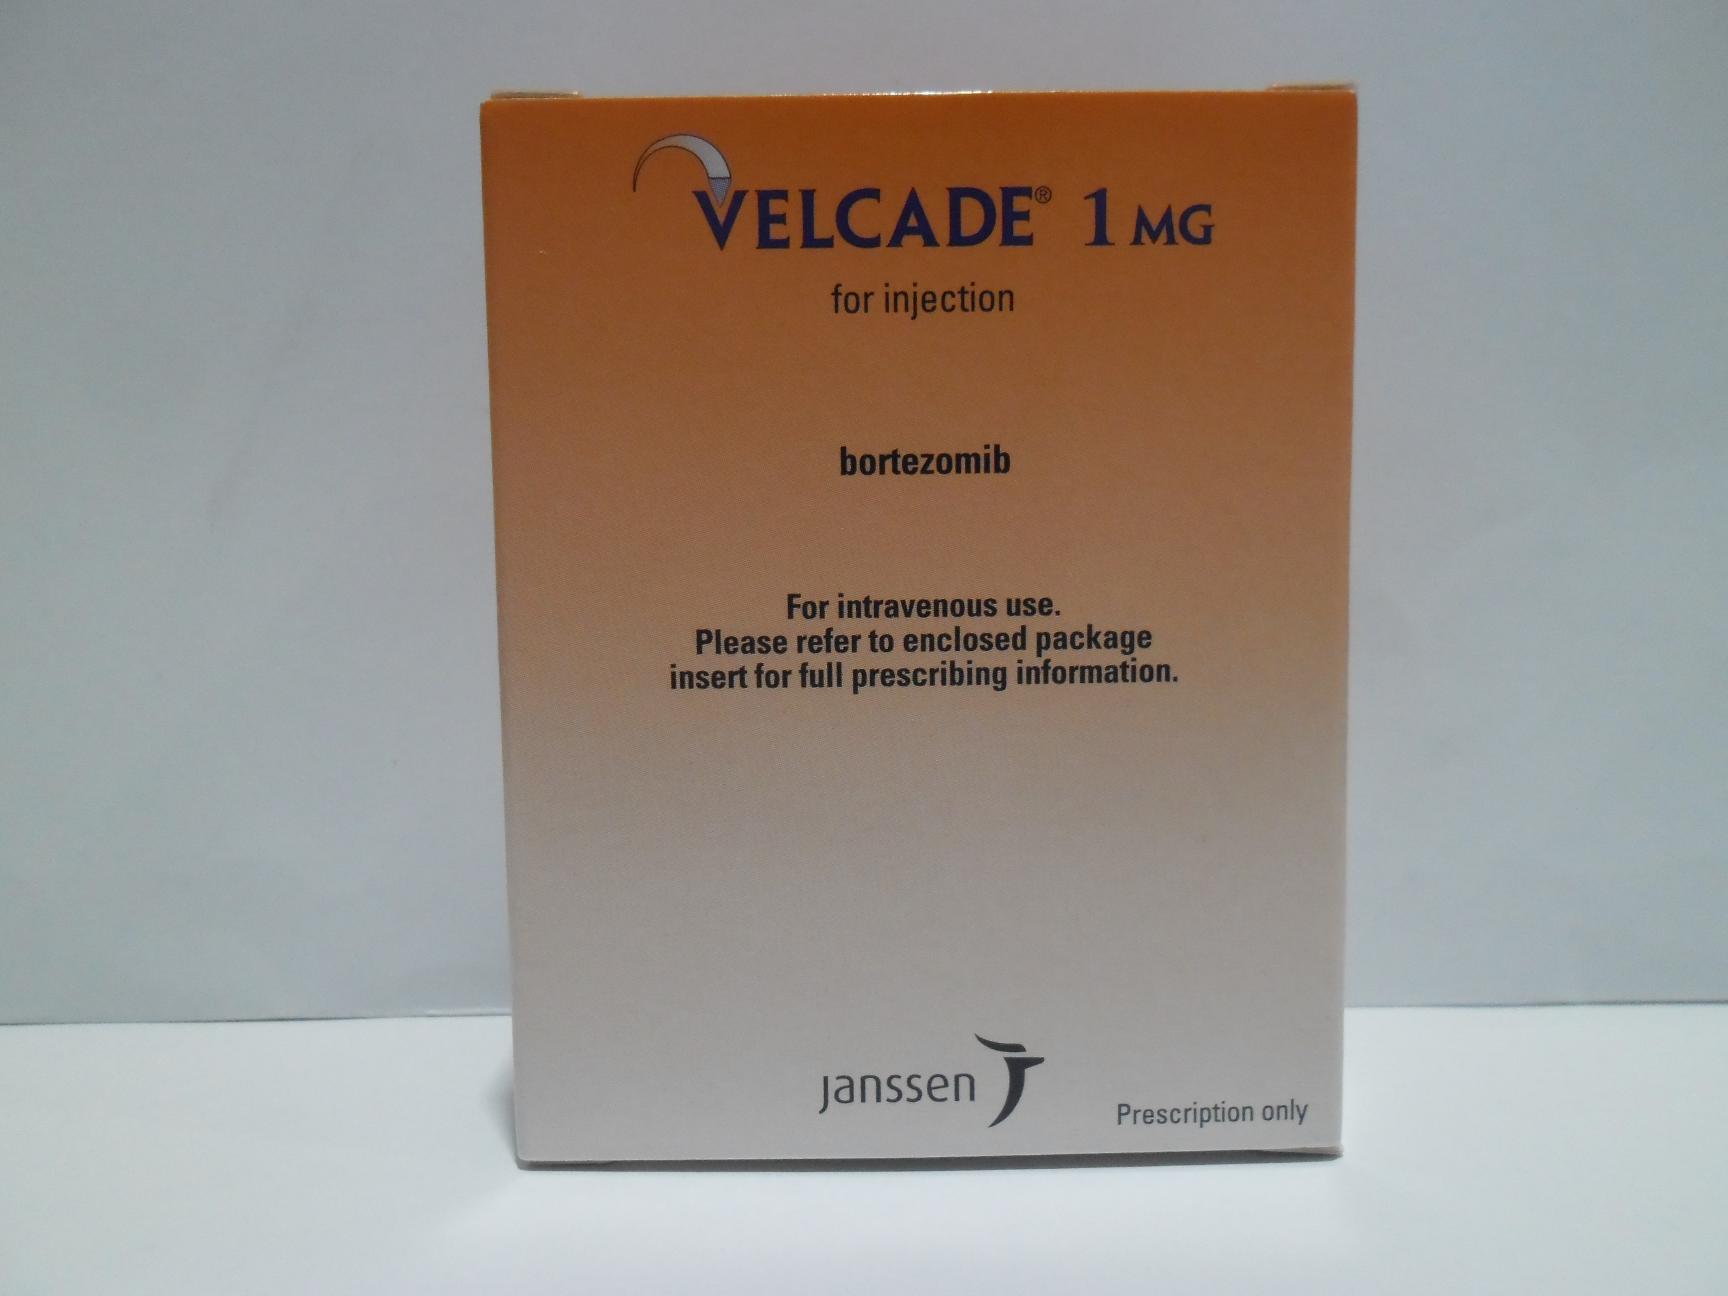 VELCADE® 1 MG
for injection
bortezomib
For intravenous use.
Please refer to enclosed package
insert for full prescribing information.
janssen
Prescription only